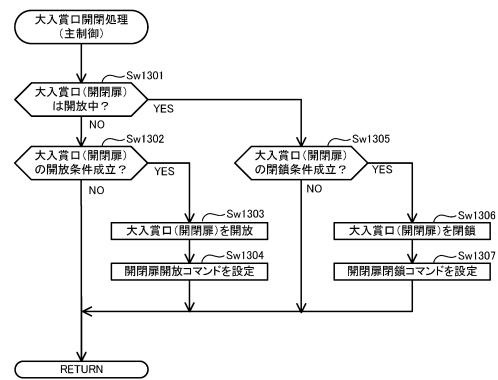 大入賞口開閉処理
（主制御）
Sw1301
大入賞口（開閉扉）
は開放中？
YES
NO
Sw1302
大入賞口（開閉扉）
の開放条件成立？
YES
NO
Sw1305
大入賞口（開閉扉）
の閉鎖条件成立？
YES
NO
Sw1303
大入賞口（開閉扉）を開放
Sw1304
開閉扉開放コマンドを設定
Sw1306
大入賞口（開閉扉）を閉鎖
Sw1307
開閉扉閉鎖コマンドを設定
RETURN